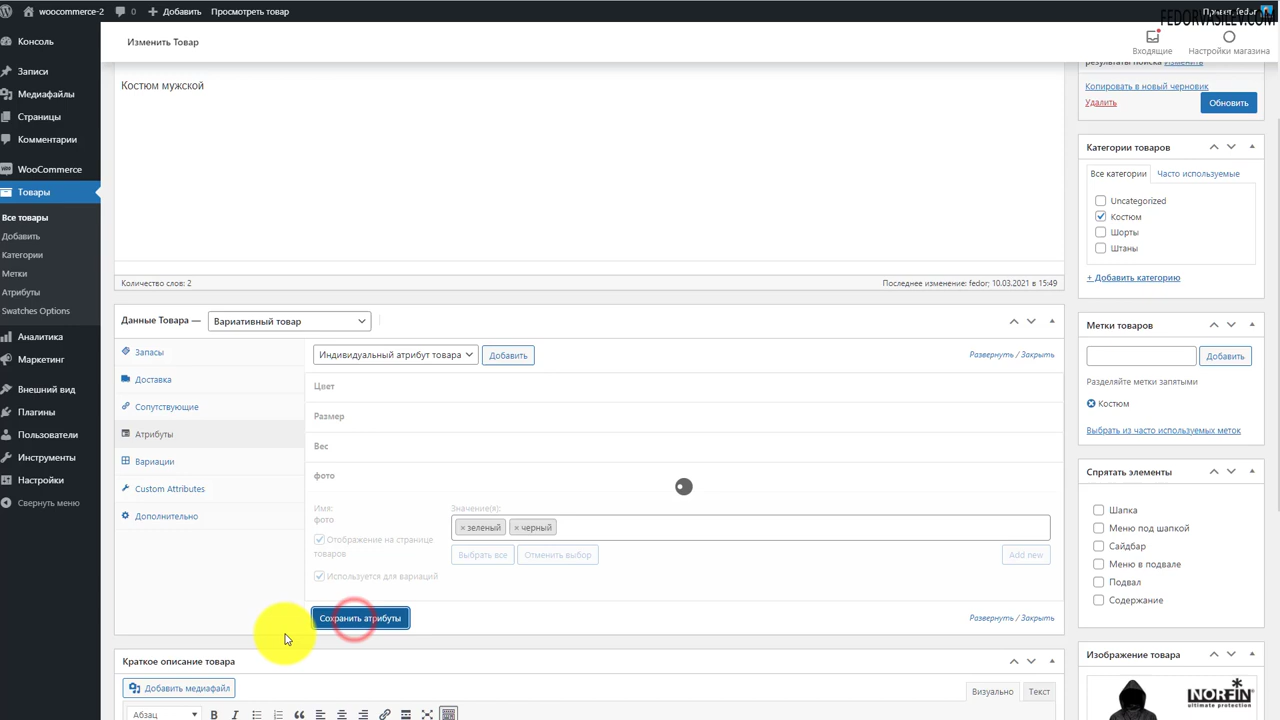 woocommerce-2
0
Добавить
Просмотреть товар
Привет, fedor
FEDORVASILEV.COM
Консоль
Записи
Медиафайлы
Страницы
Комментарии
WooCommerce
Товары
Все товары
Добавить
Категории
Метки
Атрибуты
Swatches Options
Аналитика
Маркетинг
Внешний вид
Плагины
Пользователи
Инструменты
Настройки
Свернуть меню
Изменить Товар
Входящие
Настройки магазина
Костюм мужской
Количество слов: 2
Последнее изменение: fedor; 10.03.2021 в 15:49
Данные Товара —
Вариативный товар
Запасы
Доставка
Сопутствующие
Атрибуты
Вариации
Custom Attributes
Дополнительно
Индивидуальный атрибут товара
Добавить
Развернуть / Закрыть
Цвет
Размер
Вес
фото
Имя:
фото
Отображение на странице
товаров
Используется для вариаций
Значение(я):
× зеленый
× черный
Выбрать все
Отменить выбор
Add new
Сохранить атрибуты
Развернуть / Закрыть
Краткое описание товара
Добавить медиафайл
Визуально
Текст
Абзац
B
I
результаты поиска Изменить
Копировать в новый черновик
Удалить
Обновить
Категории товаров
Все категории
Часто используемые
Uncategorized
Костюм
Шорты
Штаны
+ Добавить категорию
Метки товаров
Добавить
Разделяйте метки запятыми
Костюм
Выбрать из часто используемых меток
Спрятать элементы
Шапка
Меню под шапкой
Сайдбар
Меню в подвале
Подвал
Содержание
Изображение товара
NORFIN
ultimate protection